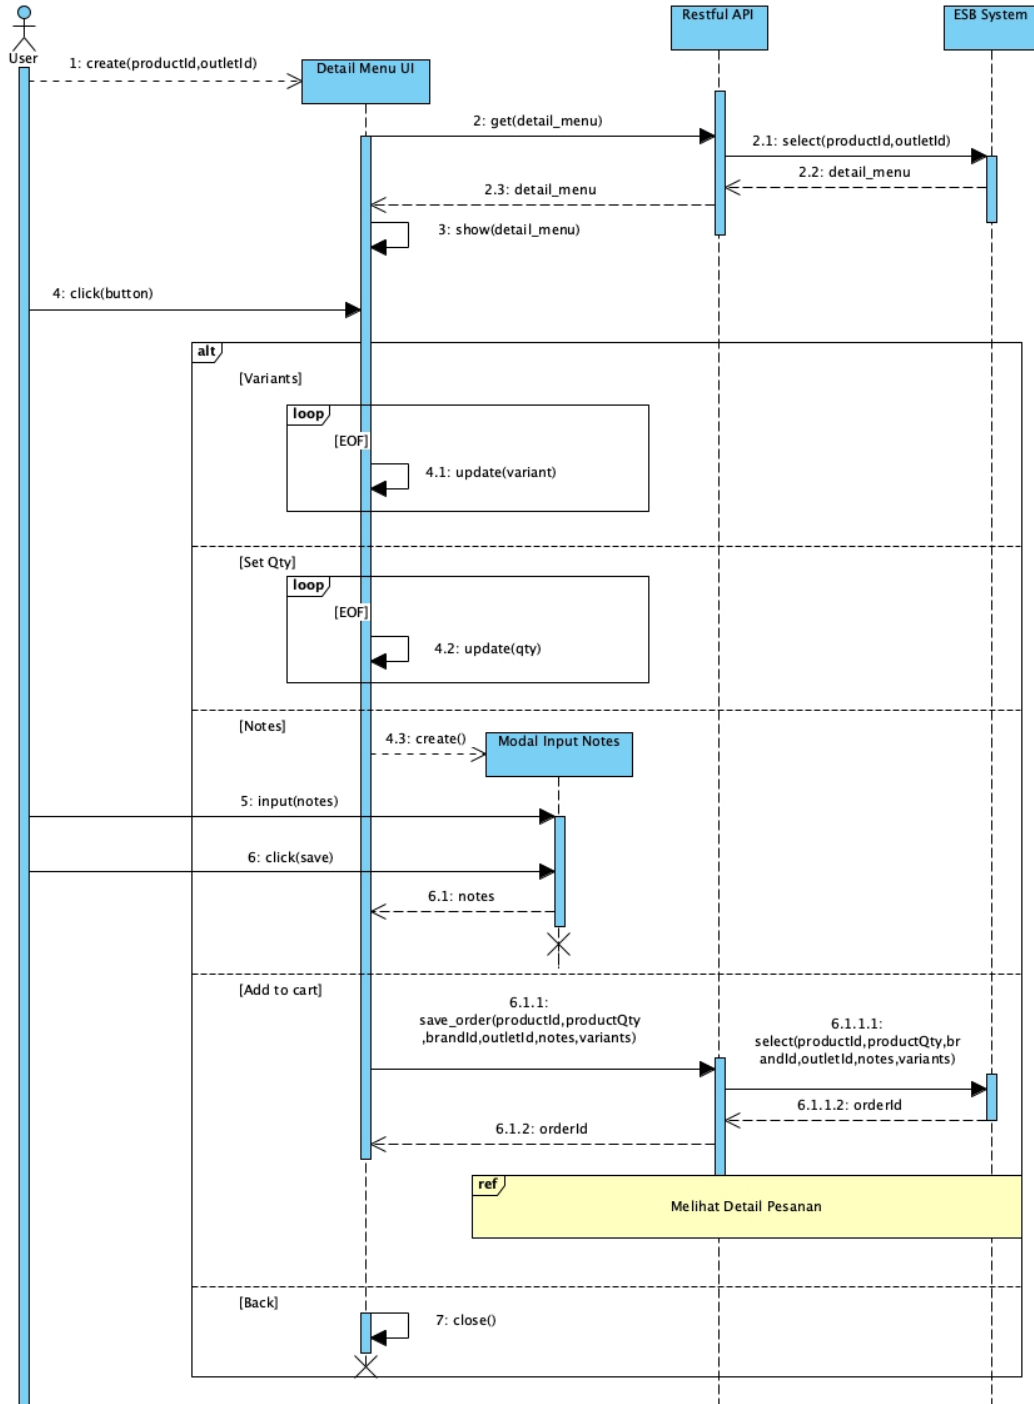 Restful API
ESB System
User
1: create(productId,outletId)
Detail Menu UI
2: get(detail_menu)
2.1: select(productId,outletId)
2.2: detail_menu
2.3: detail_menu
3: show(detail_menu)
4: click(button)
alt
[Variants]
loop
[EOF]
4.1: update(variant)
[Set Qty]
loop
[EOF]
4.2: update(qty)
[Notes]
4.3: create()
Modal Input Notes
5: input(notes)
6: click(save)
6.1: notes
[Add to cart]
6.1.1:
save_order(productId,productQty
,brandId,outletId,notes,variants)
6.1.1.1:
select(productId,productQty,br
andId,outletId,notes,variants)
6.1.1.2: orderId
6.1.2: orderId
ref
Melihat Detail Pesanan
[Back]
7: close()